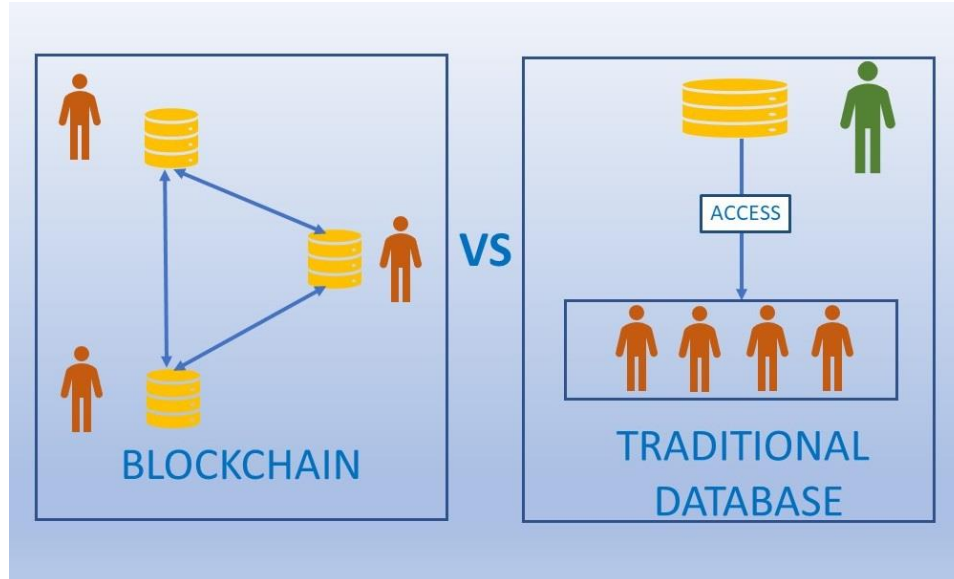 BLOCKCHAIN
VS
ACCESS
TRADITIONAL
DATABASE